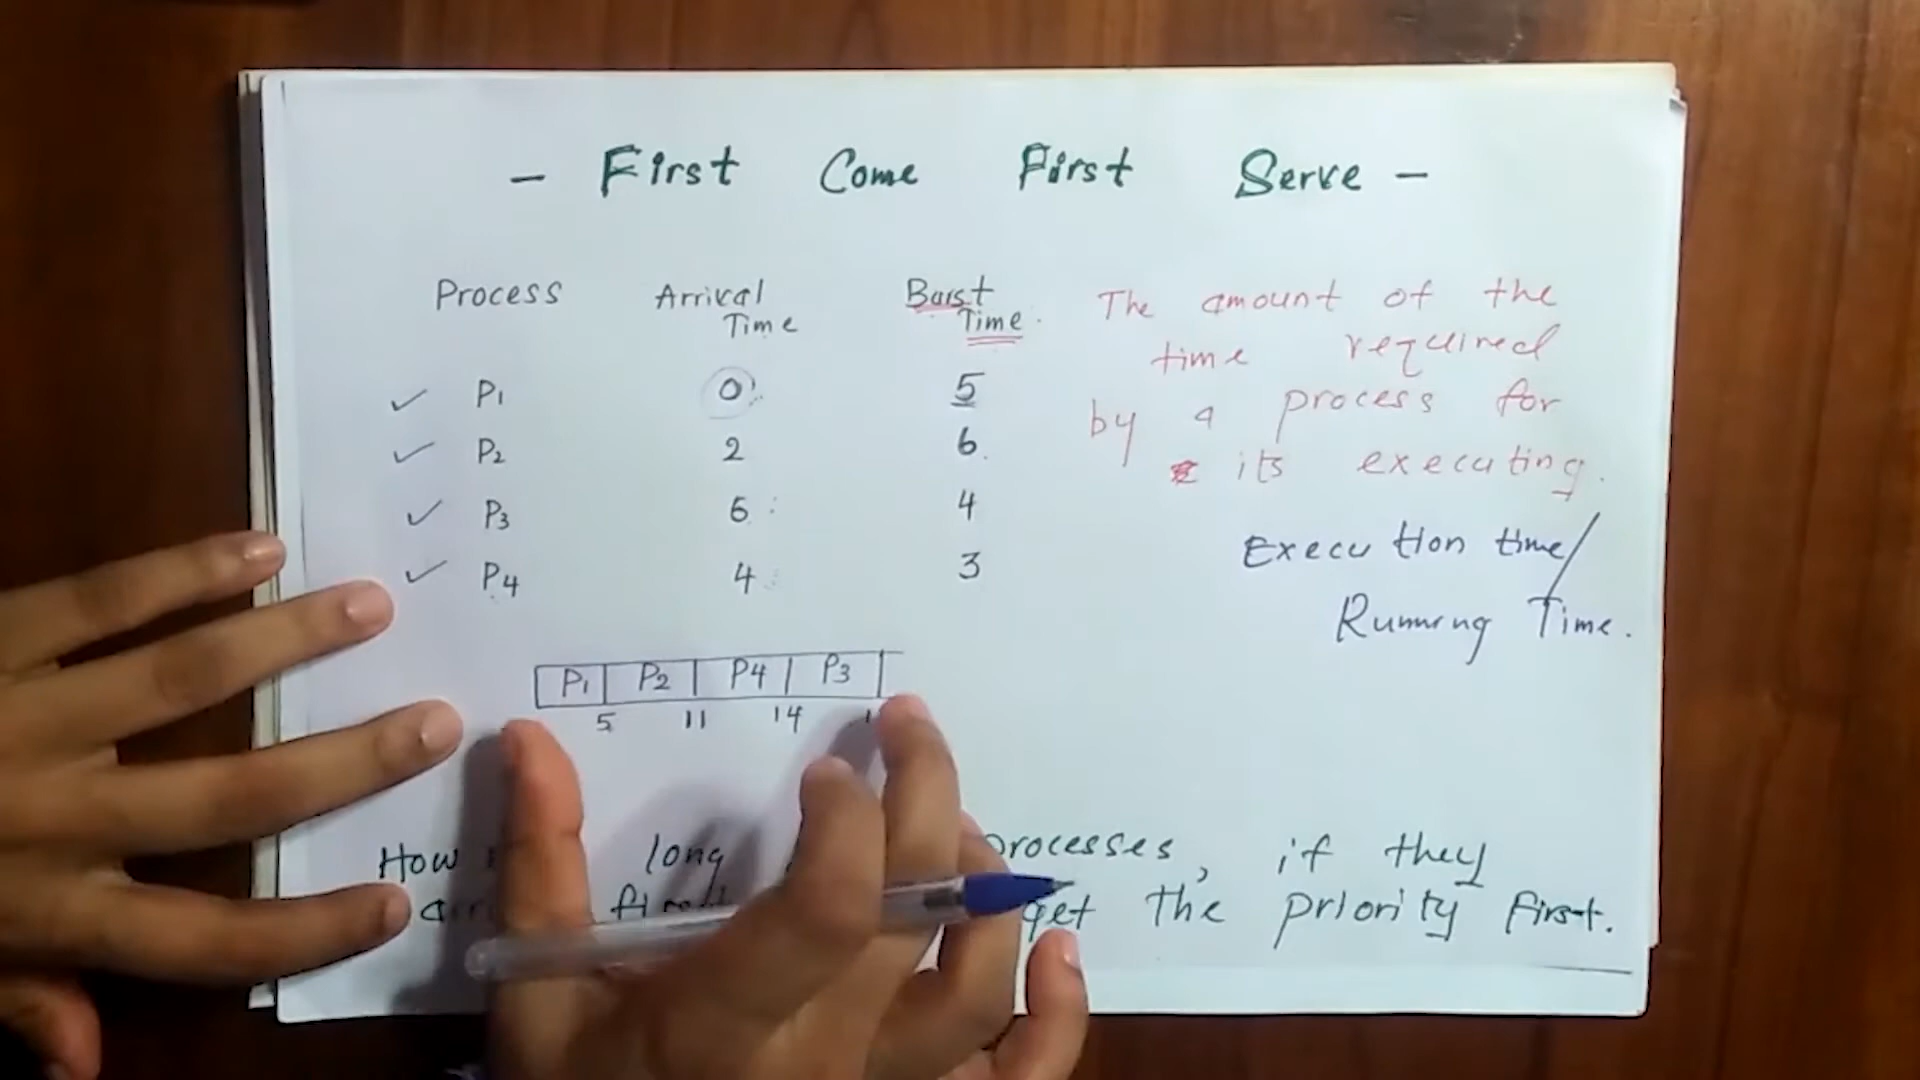 - First Come First Serve -
Process Arrival Time Burst Time.
P1 0 5
P2 2 6.
P3 6 4
P4 4 3
The amount of the
time required
by a process for
its executing.
Execution time/
Running Time.
P1 P2 P4 P3
5 11 14
How long processes, if they
get the priority first.